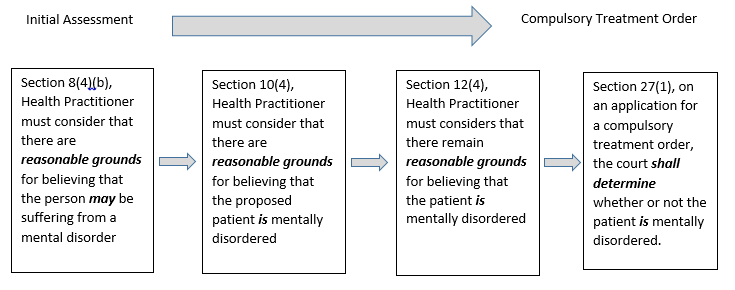 Initial Assessment
Compulsory Treatment Order
Section 8(4)(b),
Health Practitioner
must consider that
there are
reasonable grounds
for believing that
the person may be
suffering from a
mental disorder
Section 10(4),
Health Practitioner
must consider that
there are
reasonable grounds
for believing that
the proposed
patient is mentally
disordered
Section 12(4),
Health Practitioner
must considers that
there remain
reasonable grounds
for believing that
the patient is
mentally disordered
Section 27(1), on
an application for
a compulsory
treatment order,
the court shall
determine
whether or not the
patient is mentally
disordered.